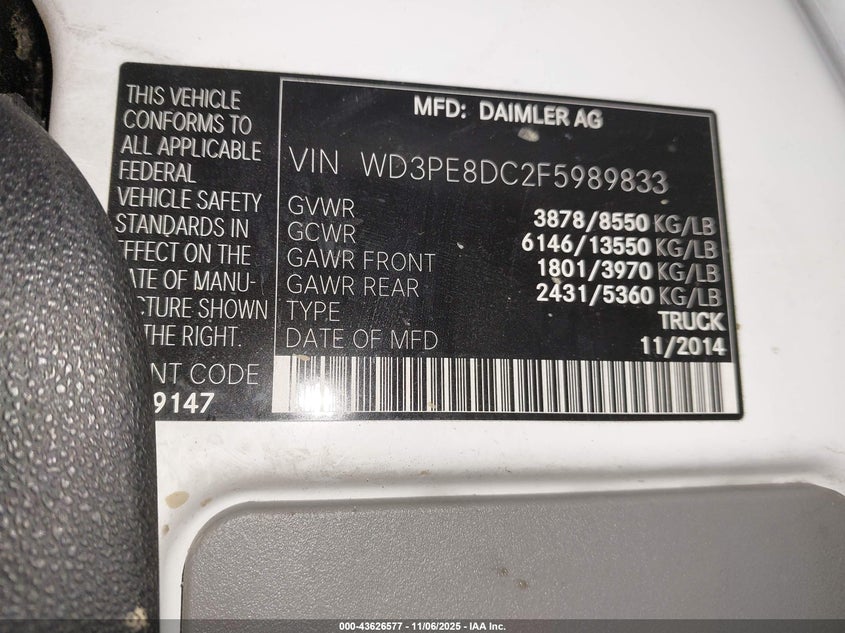 THIS VEHICLE
CONFORMS TO
ALL APPLICABLE
FEDERAL
VEHICLE SAFETY
STANDARDS IN
EFFECT ON THE
ATE OF MANU-
CTURE SHOWN
THE RIGHT.
NT CODE
9147
MFD: DAIMLER AG
VIN WD3PE8DC2F5989833
GVWR 3878/8550 KG/LB
GCWR 6146/13550 KG/LB
GAWR FRONT 1801/3970 KG/LB
GAWR REAR 2431/5360 KG/LB
TYPE TRUCK
DATE OF MFD 11/2014
000-43626577 - 11/06/2025 - IAA Inc.